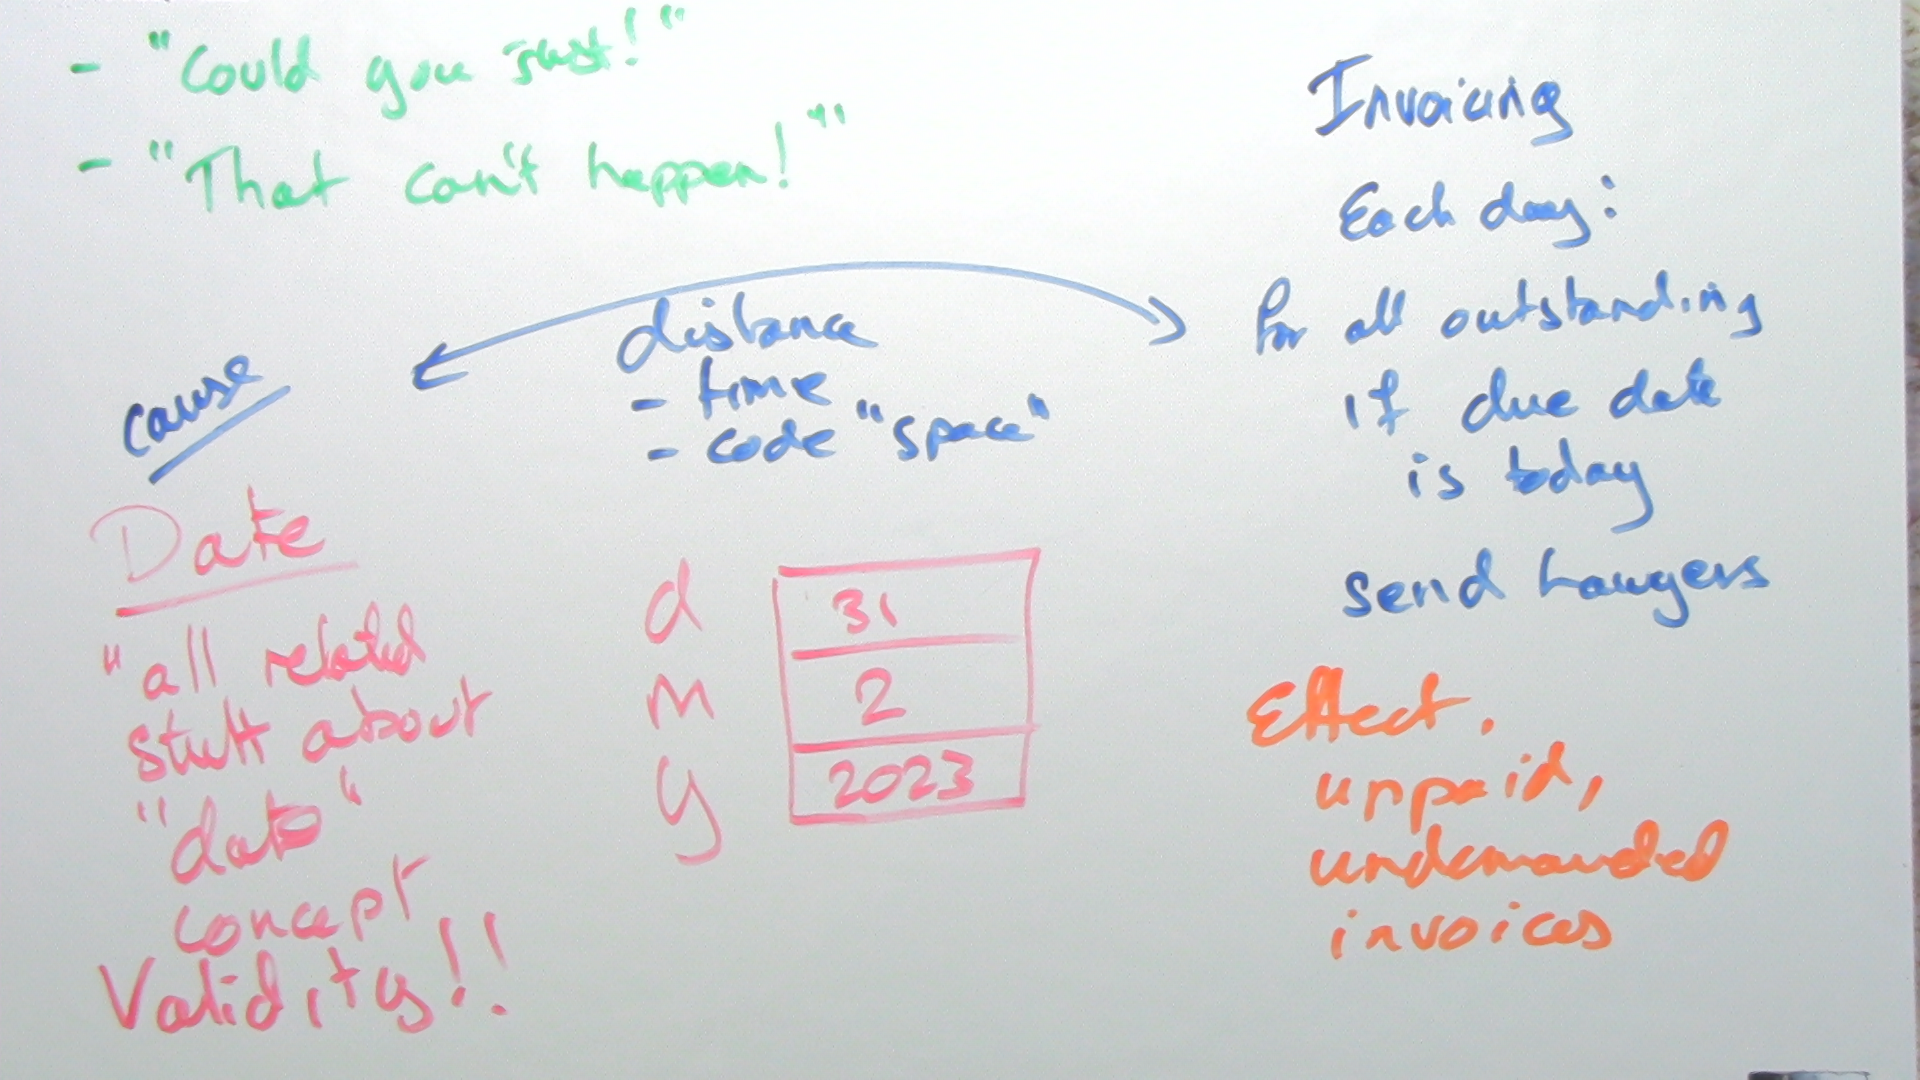 - "Could you just!"
- "That can't happen!"
Invoicing
Each day:
for all outstanding
if due date
is today
send Lawyers
Effect.
unpaid,
undemanded
invoices
distance
- time
- code "space"
cause
Date
"all related
stuff about
"date"
concept
Validity!!
d 31
m 2
y 2023